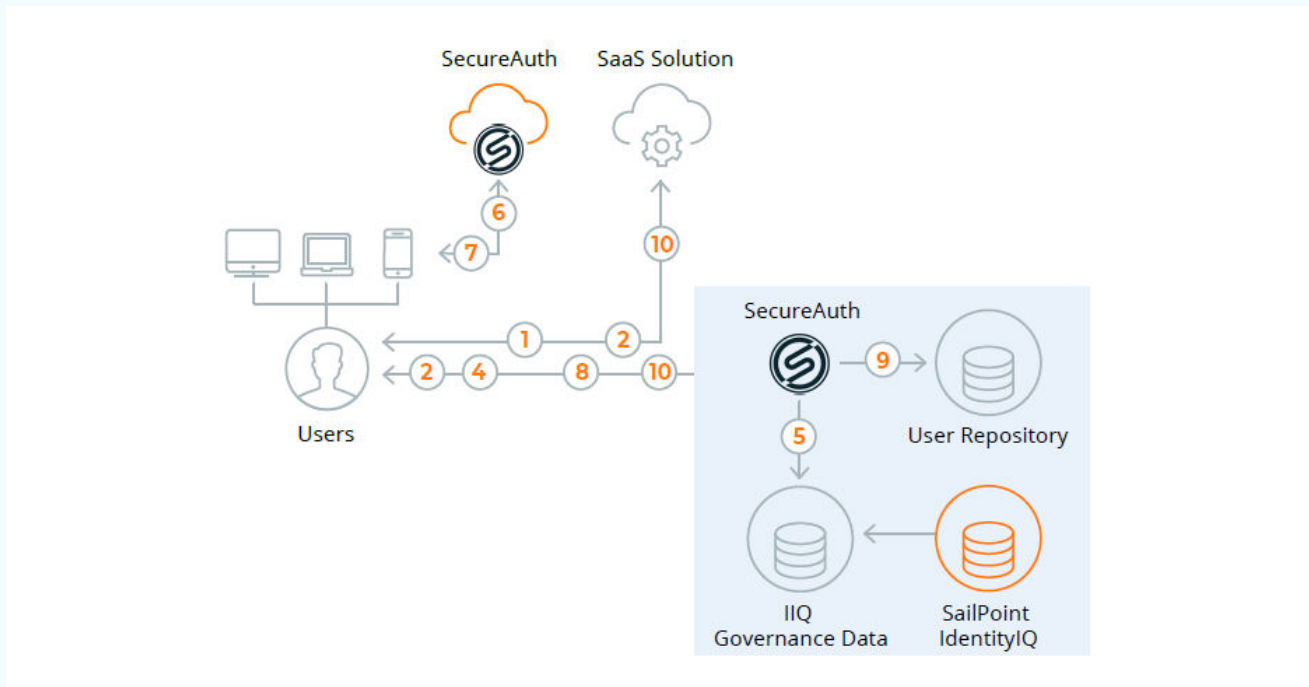 SecureAuth
SaaS Solution
6
7
10
1
2
2
4
8
10
Users
SecureAuth
9
5
User Repository
IIQ
Governance Data
SailPoint
IdentityIQ